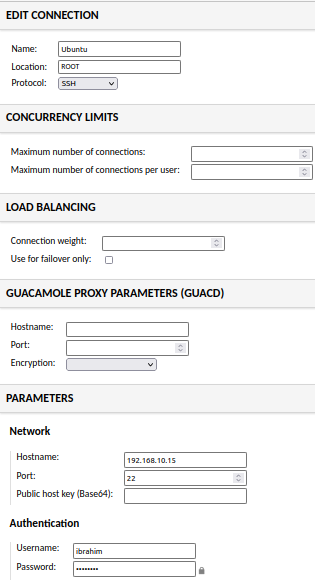 EDIT CONNECTION
Name: Ubuntu
Location: ROOT
Protocol: SSH
CONCURRENCY LIMITS
Maximum number of connections:
Maximum number of connections per user:
LOAD BALANCING
Connection weight:
Use for failover only:
GUACAMOLE PROXY PARAMETERS (GUACD)
Hostname:
Port:
Encryption:
PARAMETERS
Network
Hostname: 192.168.10.15
Port: 22
Public host key (Base64):
Authentication
Username: ibrahim
Password: ••••••••